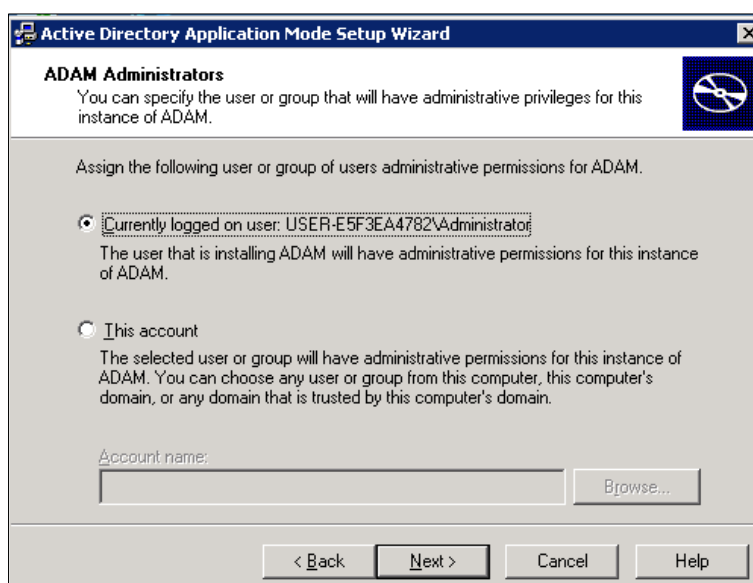 Active Directory Application Mode Setup Wizard
ADAM Administrators
You can specify the user or group that will have administrative privileges for this
instance of ADAM.
Assign the following user or group of users administrative permissions for ADAM.
Currently logged on user: USER-E5F3EA4782\Administrator
The user that is installing ADAM will have administrative permissions for this instance
of ADAM.
This account
The selected user or group will have administrative permissions for this instance of
ADAM. You can choose any user or group from this computer, this computer's
domain, or any domain that is trusted by this computer's domain.
Account name:
Browse...
< Back Next > Cancel Help